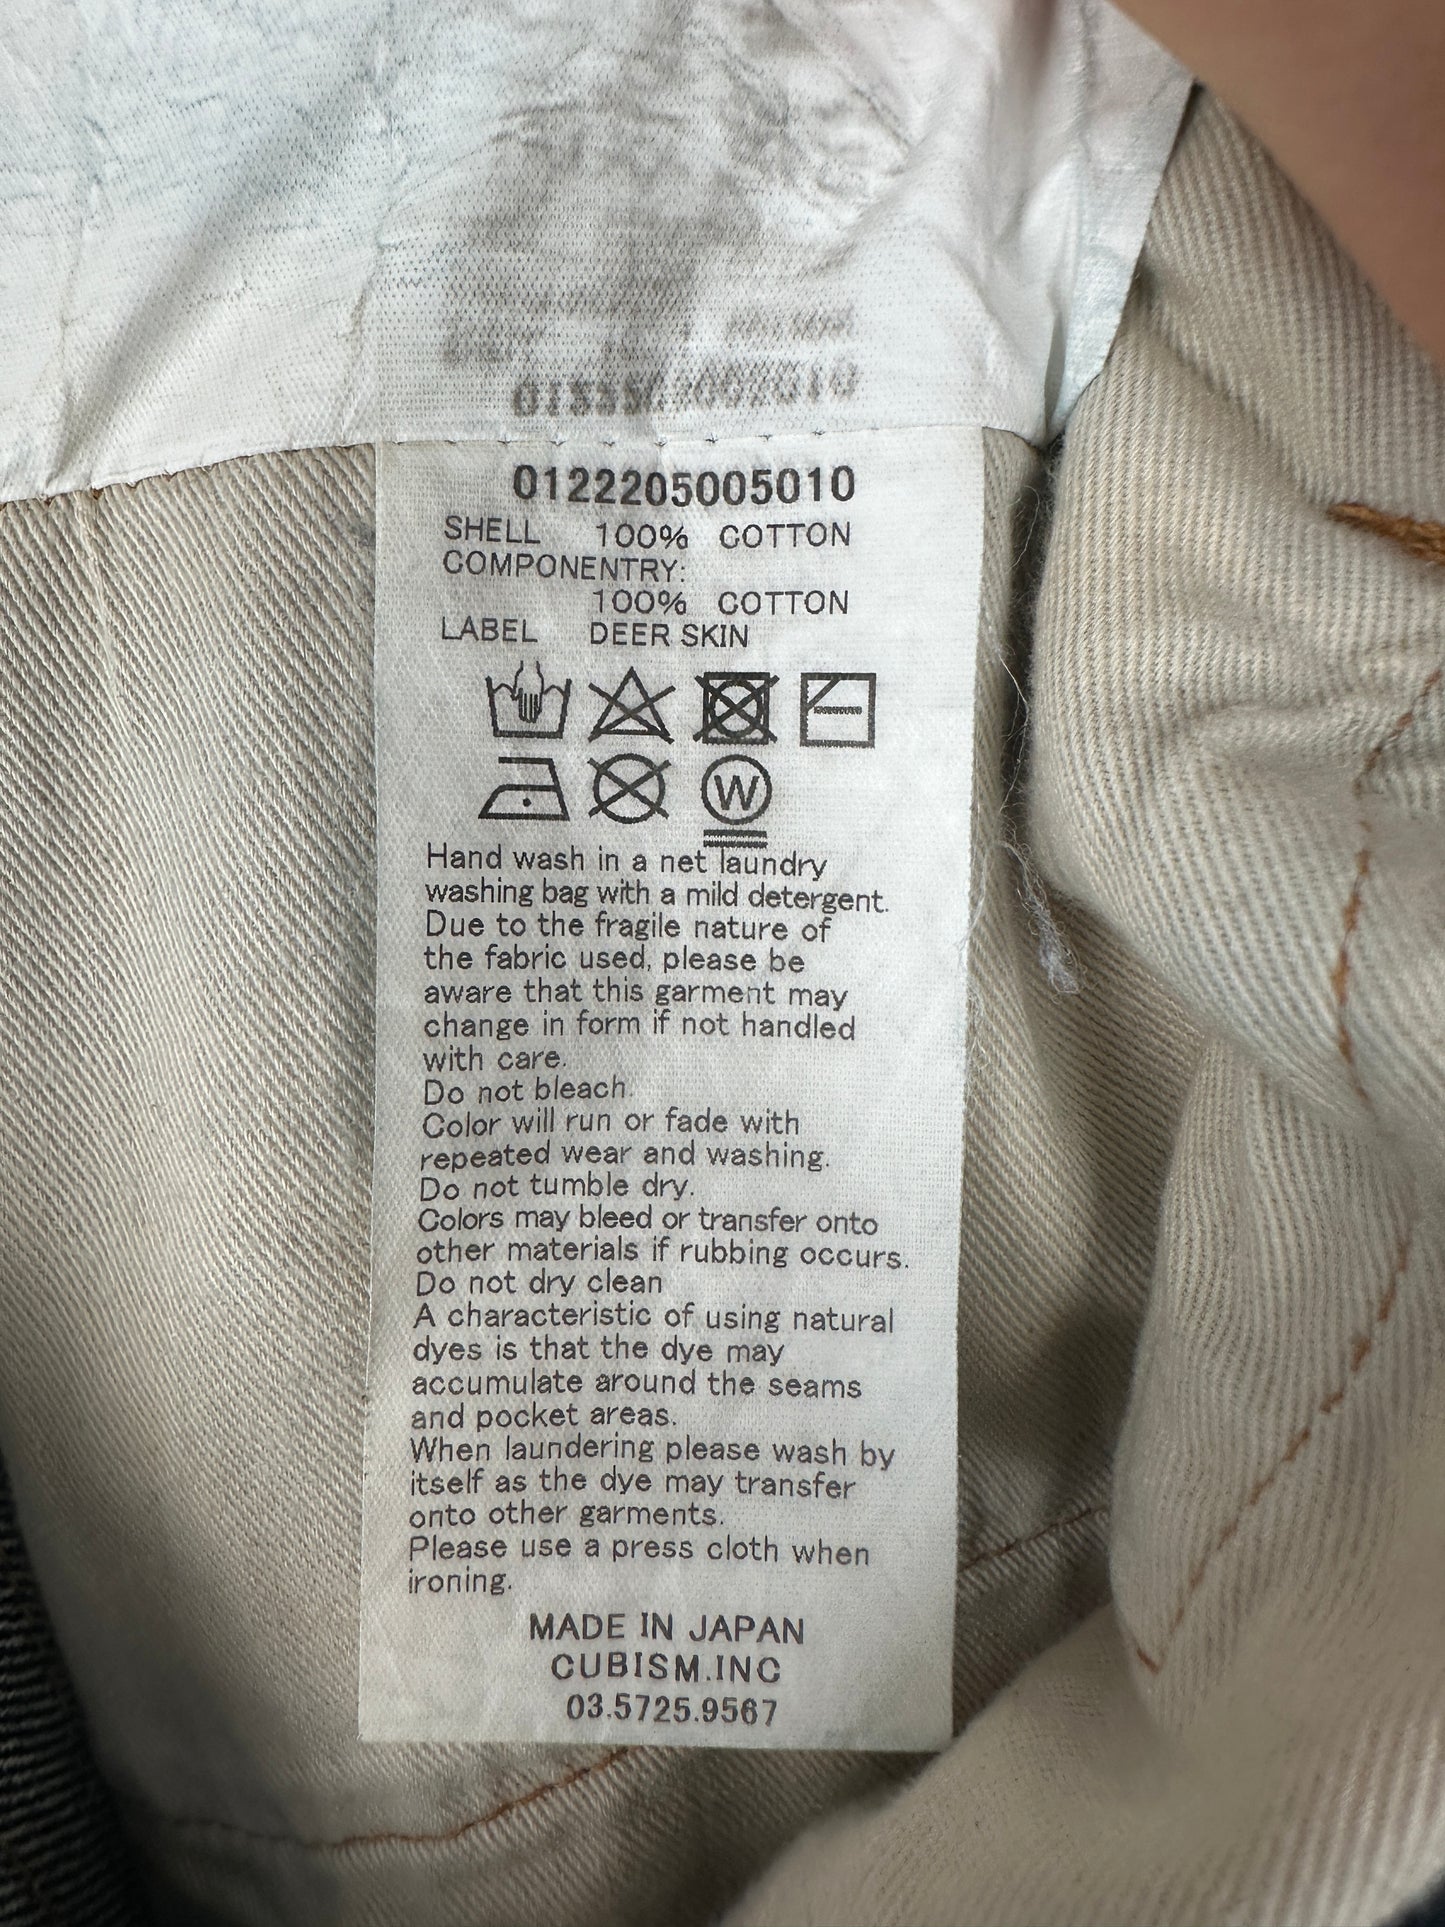 0122205005010
SHELL 100% COTTON
COMPONENTRY:
100% COTTON
LABEL DEER SKIN
W
Hand wash in a net laundry
washing bag with a mild detergent.
Due to the fragile nature of
the fabric used, please be
aware that this garment may
change in form if not handled
with care.
Do not bleach.
Color will run or fade with
repeated wear and washing.
Do not tumble dry.
Colors may bleed or transfer onto
other materials if rubbing occurs.
Do not dry clean
A characteristic of using natural
dyes is that the dye may
accumulate around the seams
and pocket areas.
When laundering please wash by
itself as the dye may transfer
onto other garments.
Please use a press cloth when
ironing.
MADE IN JAPAN
CUBISM.INC
03.5725.9567